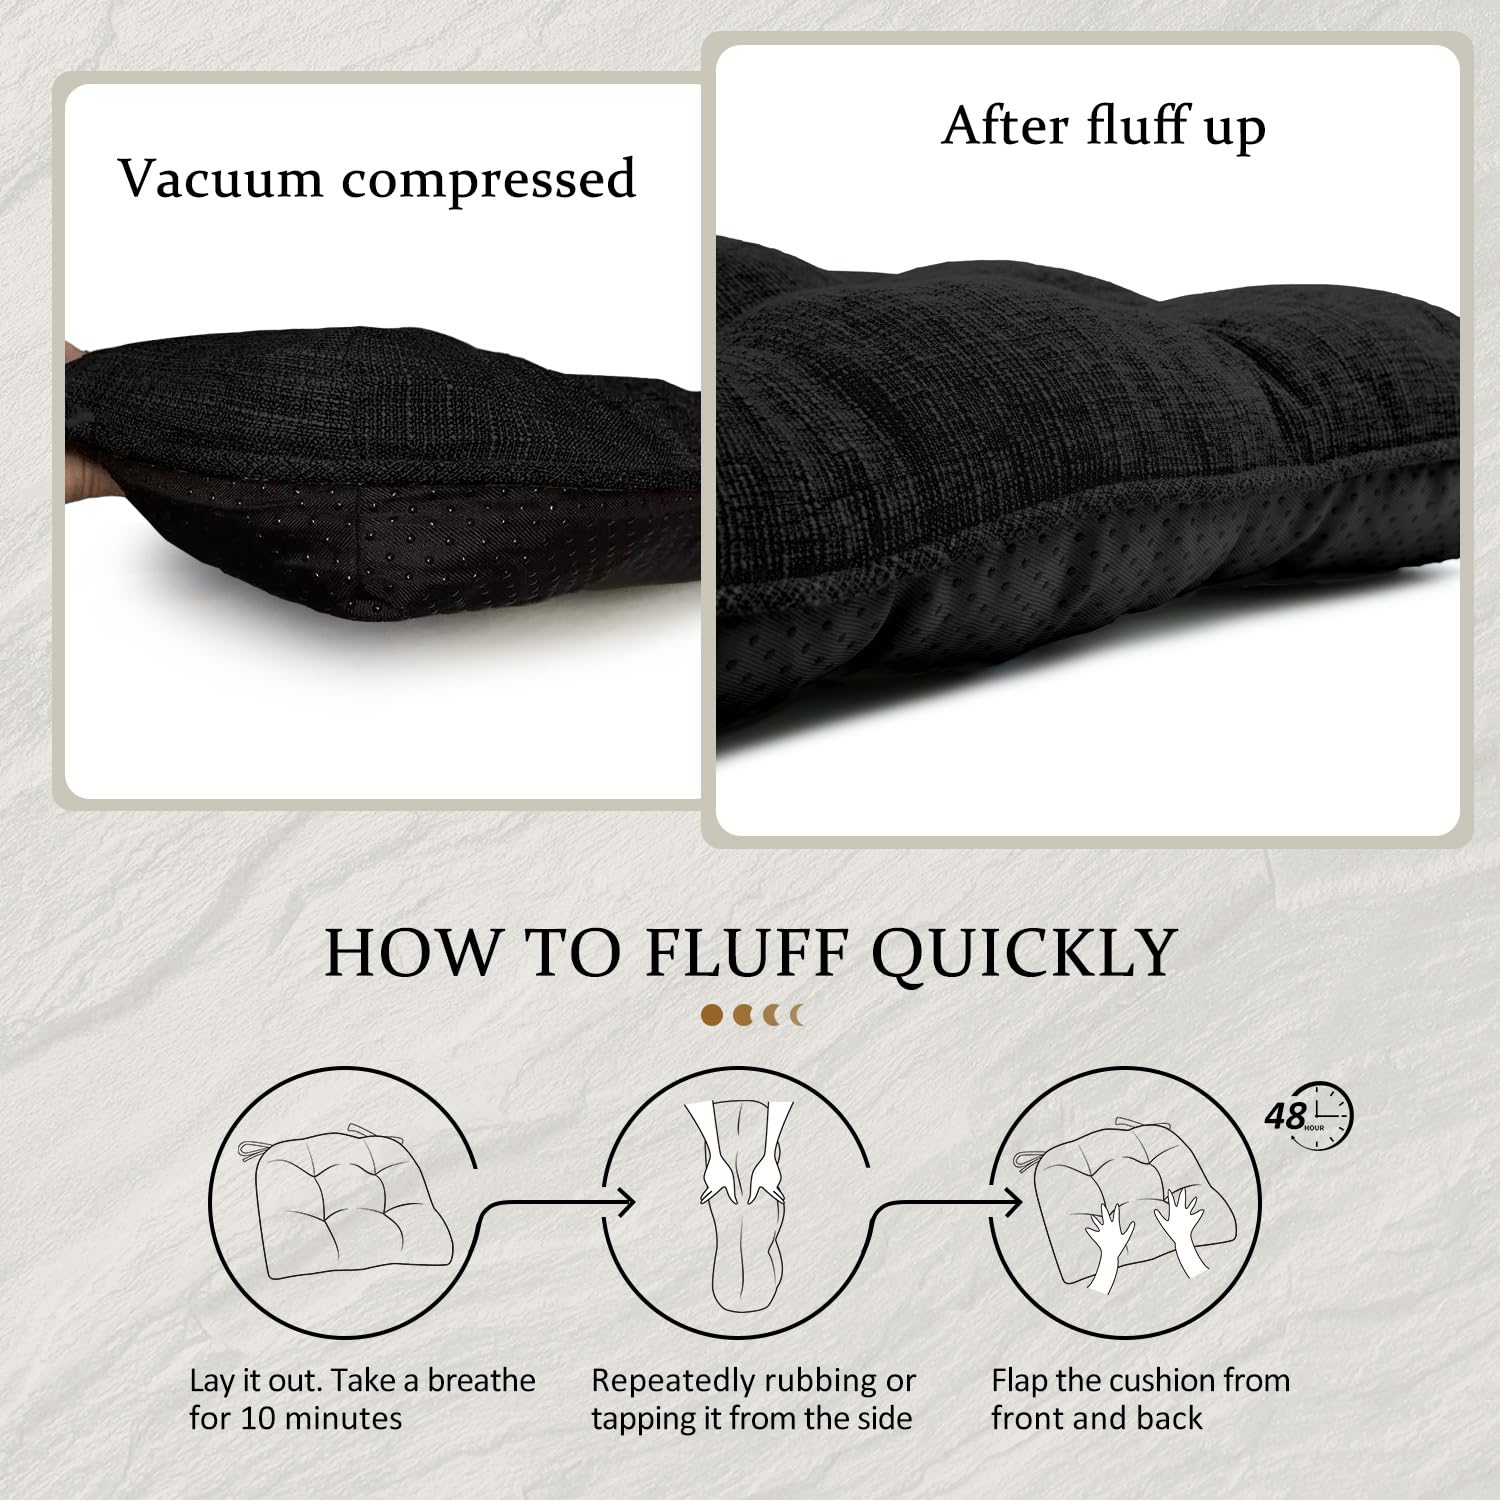 Vacuum compressed
After fluff up
HOW TO FLUFF QUICKLY
48
HOUR
Lay it out. Take a breathe
for 10 minutes
Repeatedly rubbing or
tapping it from the side
Flap the cushion from
front and back